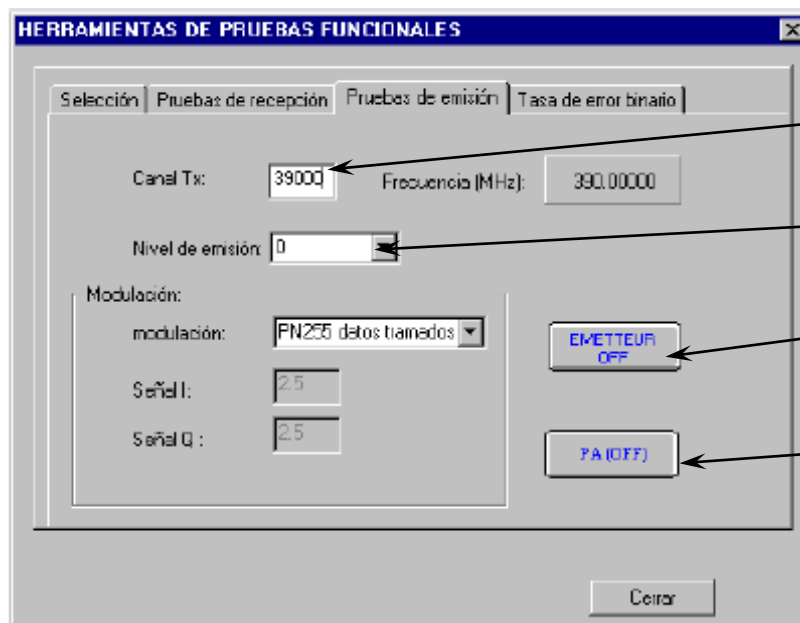 HERRAMIENTAS DE PRUEBAS FUNCIONALES
Selección Pruebas de recepción Pruebas de emisión Tasa de error binario
Canal Tx: 39000 Frecuencia (MHz): 390.00000
Nivel de emisión: 0
Modulación:
modulación: PN255 datos tramados
EMETTEUR
OFF
Señal I: 2.5
Señal Q : 2.5
PA (OFF)
Cerrar